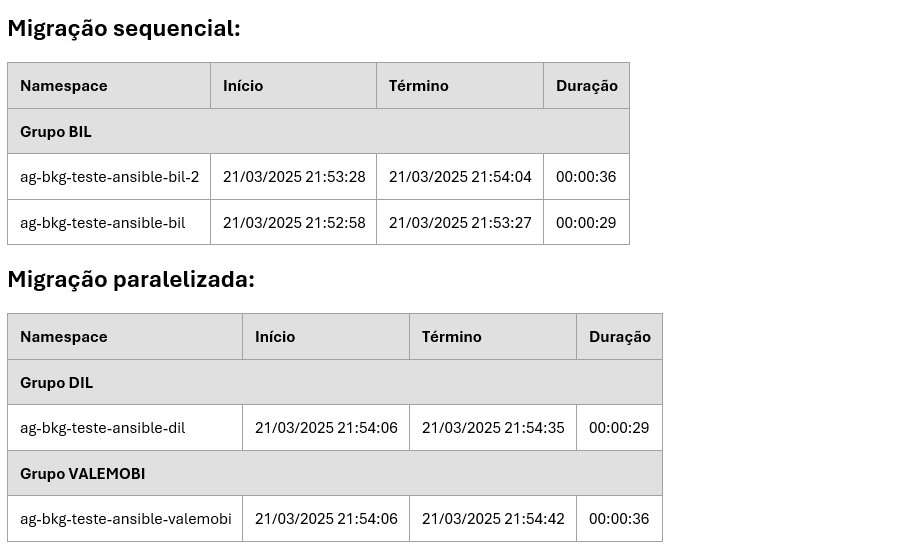 Migração sequencial:
Namespace Início Término Duração
Grupo BIL
ag-bkg-teste-ansible-bil-2 21/03/2025 21:53:28 21/03/2025 21:54:04 00:00:36
ag-bkg-teste-ansible-bil 21/03/2025 21:52:58 21/03/2025 21:53:27 00:00:29
Migração paralelizada:
Namespace Início Término Duração
Grupo DIL
ag-bkg-teste-ansible-dil 21/03/2025 21:54:06 21/03/2025 21:54:35 00:00:29
Grupo VALEMOBI
ag-bkg-teste-ansible-valemobi 21/03/2025 21:54:06 21/03/2025 21:54:42 00:00:36